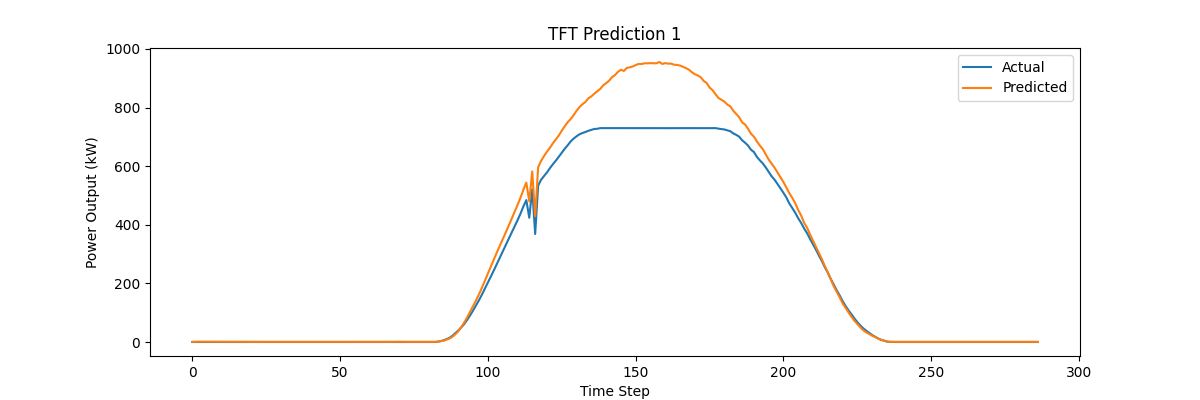 TFT Prediction 1
Actual
Predicted
Power Output (kW)
1000
800
600
400
200
0
0 50 100 150 200 250 300
Time Step